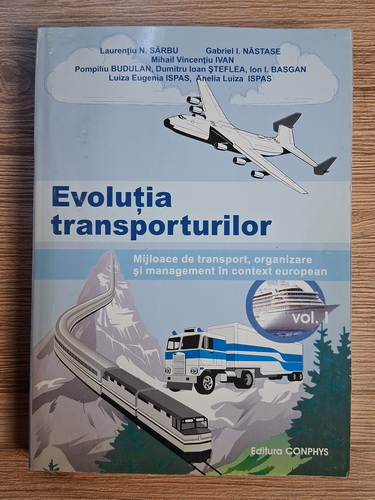 Laurențiu N. SÂRBU Gabriel I. NĂSTASE
Mihail Vincențiu IVAN
Pompiliu BUDULAN, Dumitru Ioan ȘTEFLEA, Ion I. BASGAN
Luiza Eugenia ISPAS, Anelia Luiza ISPAS
Evoluția
transporturilor
Mijloace de transport, organizare
și management în context european
vol. I
Editura CONPHYS